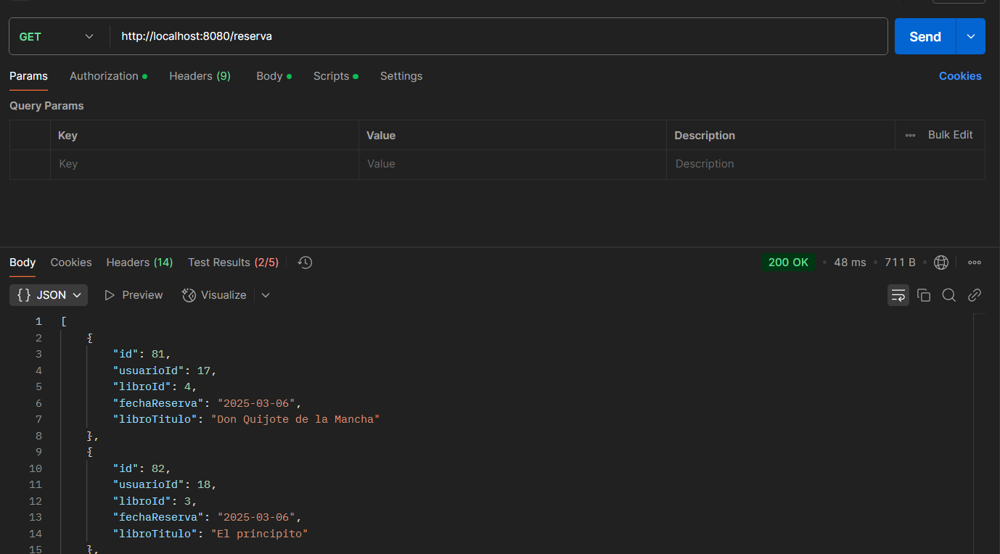 GET http://localhost:8080/reserva Send
Params Authorization Headers (9) Body Scripts Settings Cookies
Query Params
Key Value Description Bulk Edit
Key Value Description
Body Cookies Headers (14) Test Results (2/5) 200 OK 48 ms 711 B
{} JSON Preview Visualize
1 [
2 {
3 "id": 81,
4 "usuarioId": 17,
5 "libroId": 4,
6 "fechaReserva": "2025-03-06",
7 "libroTitulo": "Don Quijote de la Mancha"
8 },
9 {
10 "id": 82,
11 "usuarioId": 18,
12 "libroId": 3,
13 "fechaReserva": "2025-03-06",
14 "libroTitulo": "El principito"
15 },